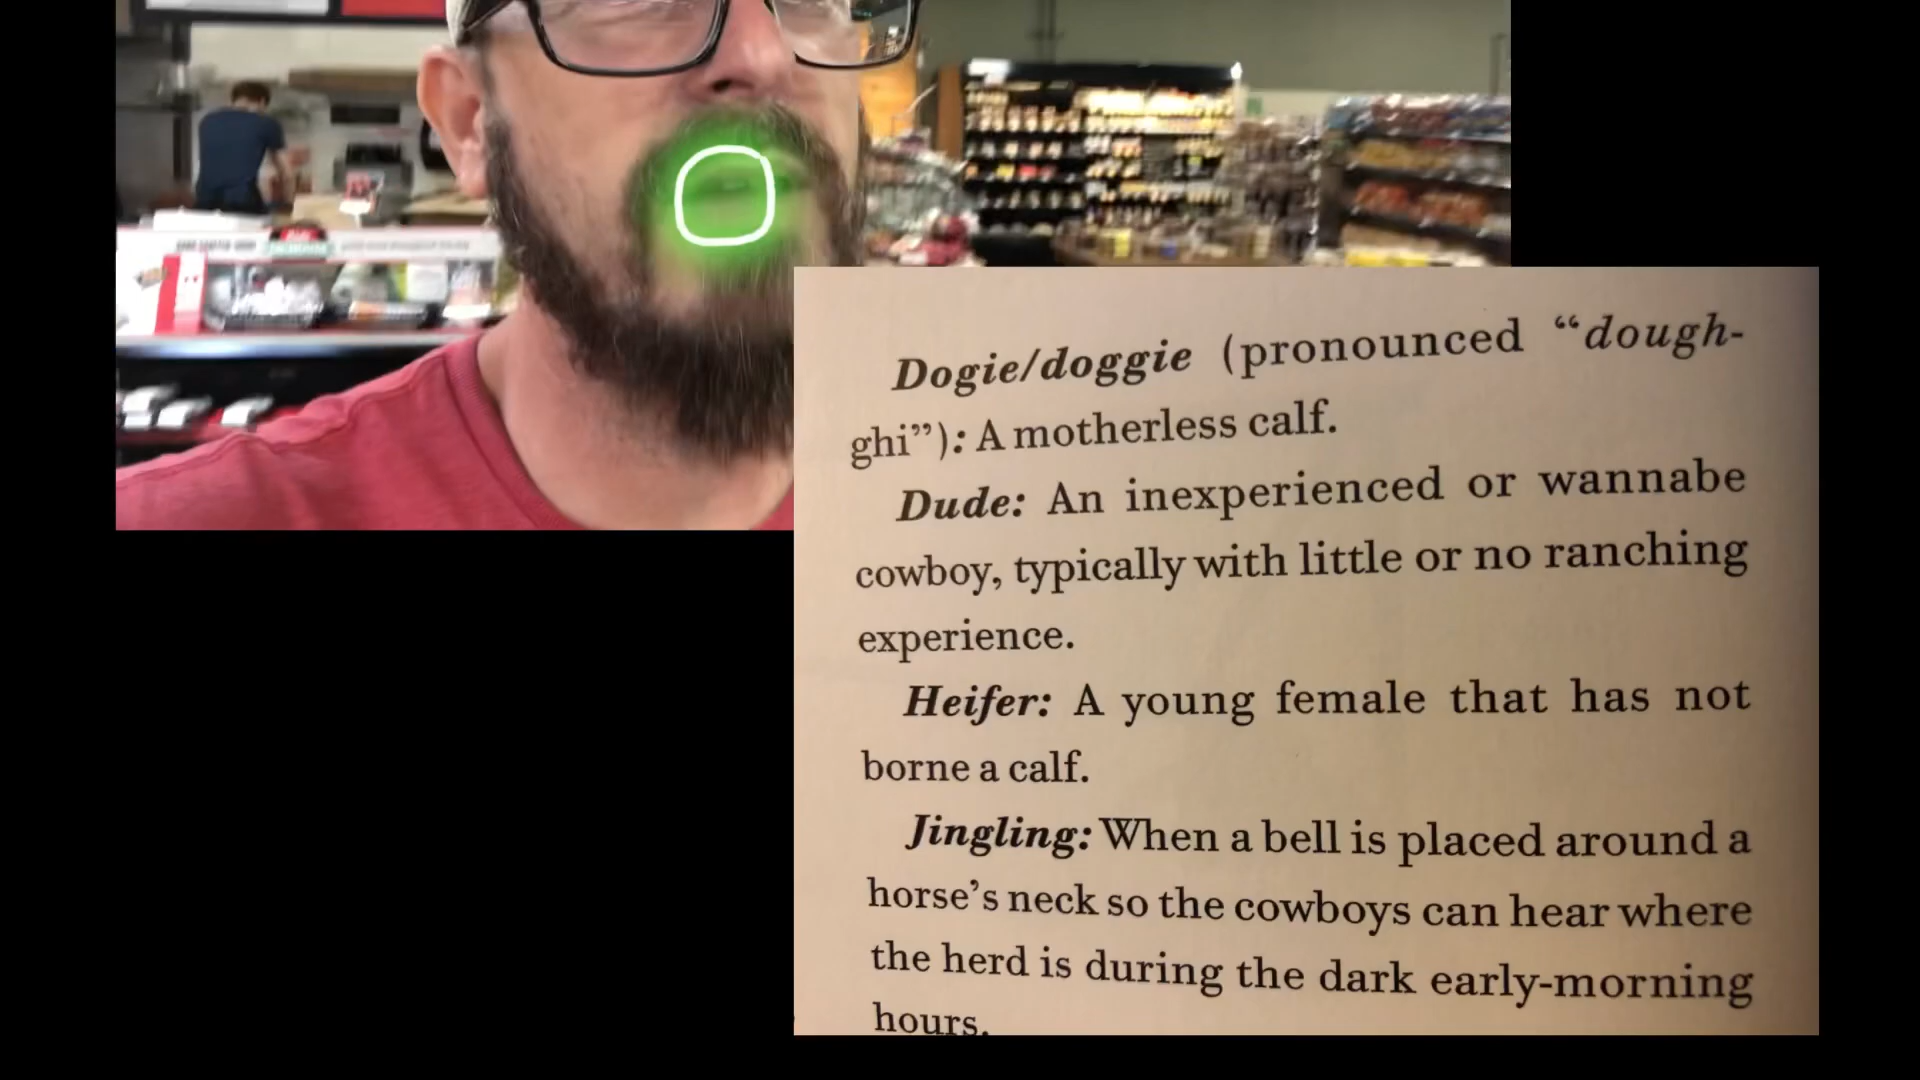 Dogie/doggie (pronounced “dough-
ghi”): A motherless calf.
Dude: An inexperienced or wannabe
cowboy, typically with little or no ranching
experience.
Heifer: A young female that has not
borne a calf.
Jingling: When a bell is placed around a
horse’s neck so the cowboys can hear where
the herd is during the dark early-morning
hours.